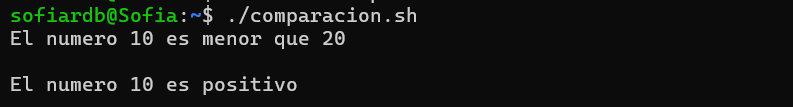 sofiardb@Sofia:~$ ./comparacion.sh
El numero 10 es menor que 20
El numero 10 es positivo